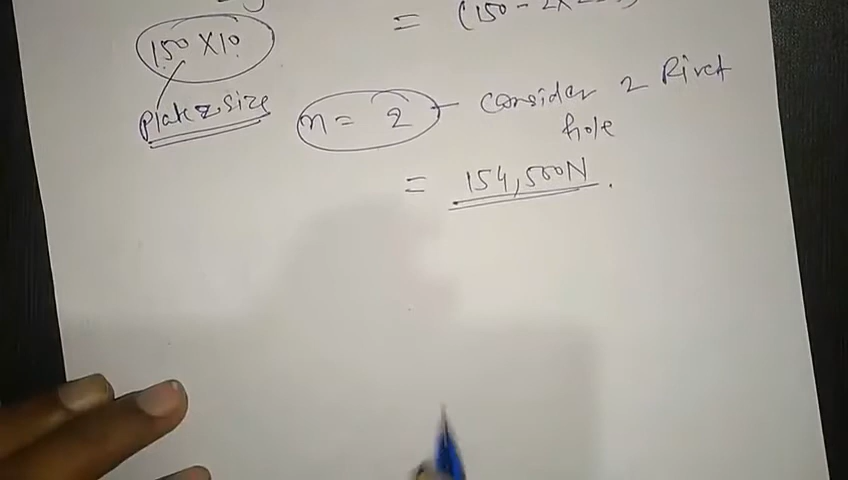 150 X 10
= (150 - 2X
plate size
n = 2 - consider 2 Rivet
hole
= 154,500N.